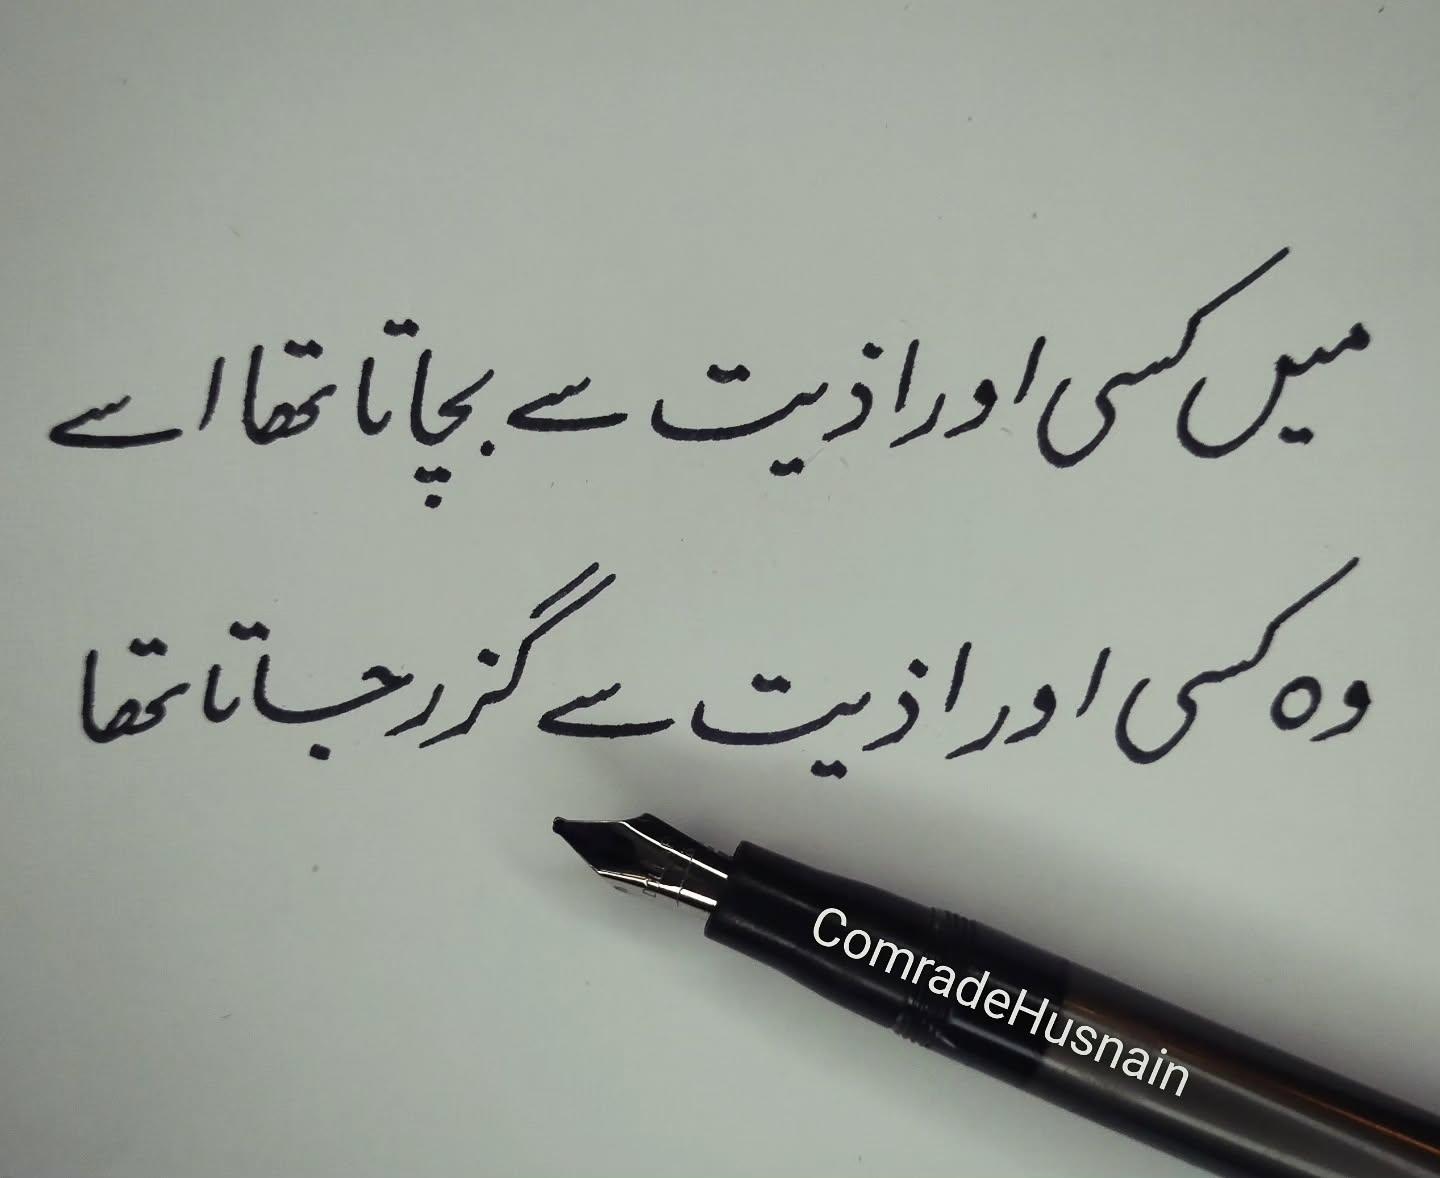 میں کسی اور اذیت سے بچاتا تھا اسے
وہ کسی اور اذیت سے گزر جاتا تھا
ComradeHusnain